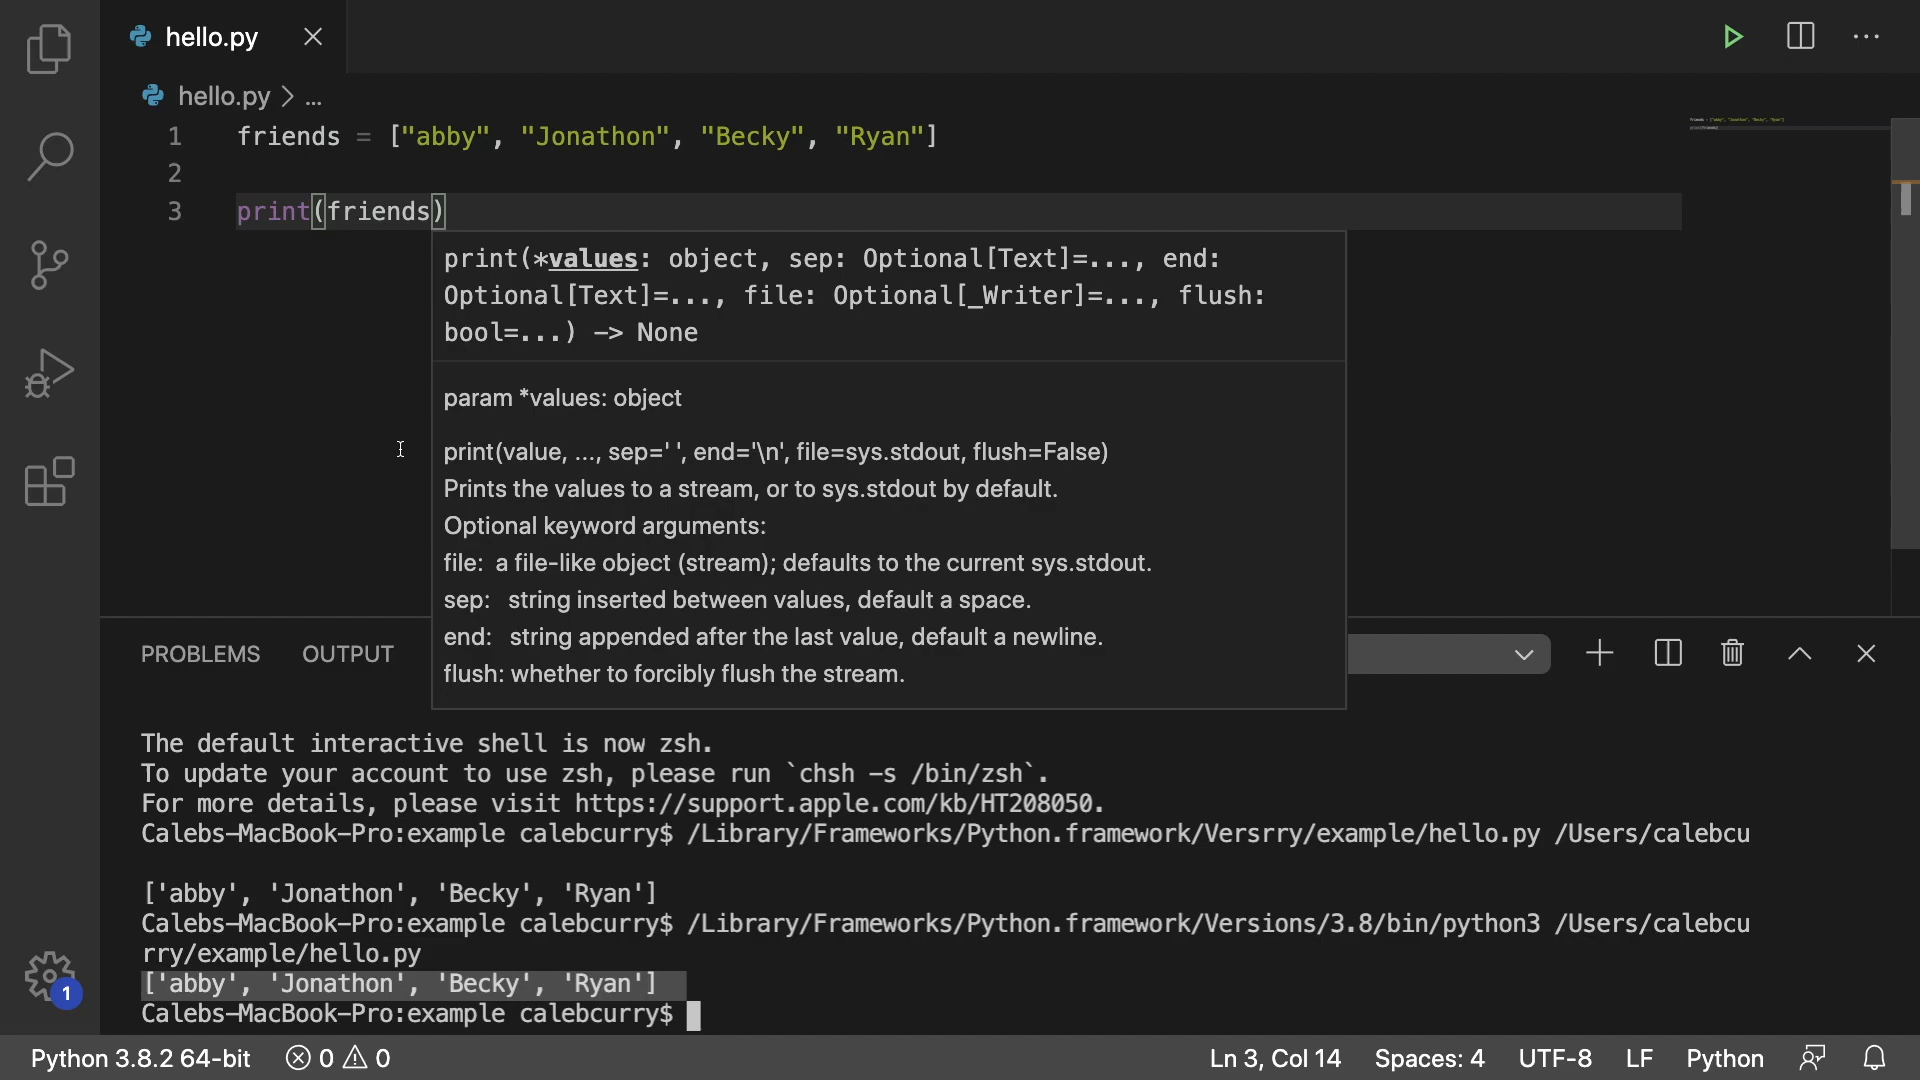 hello.py
hello.py > ...
1 friends = ["abby", "Jonathon", "Becky", "Ryan"]
2
3 print(friends)
print(*values: object, sep: Optional[Text]=..., end:
Optional[Text]=..., file: Optional[_Writer]=..., flush:
bool=...) -> None
param *values: object
print(value, ..., sep=' ', end='\n', file=sys.stdout, flush=False)
Prints the values to a stream, or to sys.stdout by default.
Optional keyword arguments:
file: a file-like object (stream); defaults to the current sys.stdout.
sep: string inserted between values, default a space.
end: string appended after the last value, default a newline.
flush: whether to forcibly flush the stream.
PROBLEMS OUTPUT
The default interactive shell is now zsh.
To update your account to use zsh, please run `chsh -s /bin/zsh`.
For more details, please visit https://support.apple.com/kb/HT208050.
Calebs-MacBook-Pro:example calebcurry$ /Library/Frameworks/Python.framework/Versrry/example/hello.py /Users/calebcu
['abby', 'Jonathon', 'Becky', 'Ryan']
Calebs-MacBook-Pro:example calebcurry$ /Library/Frameworks/Python.framework/Versions/3.8/bin/python3 /Users/calebcu
rry/example/hello.py
['abby', 'Jonathon', 'Becky', 'Ryan']
Calebs-MacBook-Pro:example calebcurry$
1
Python 3.8.2 64-bit 0 0 Ln 3, Col 14 Spaces: 4 UTF-8 LF Python